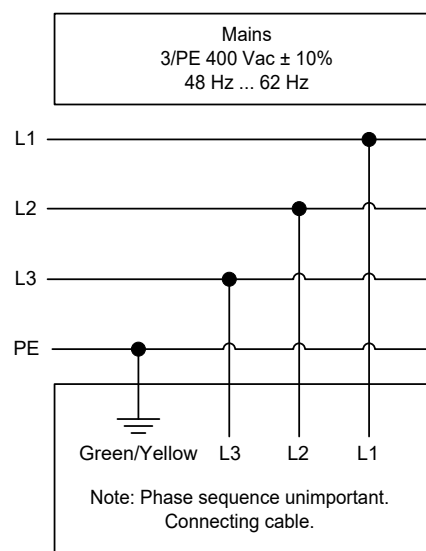 Mains
3/PE 400 Vac ± 10%
48 Hz ... 62 Hz
L1
L2
L3
PE
Green/Yellow L3 L2 L1
Note: Phase sequence unimportant.
Connecting cable.